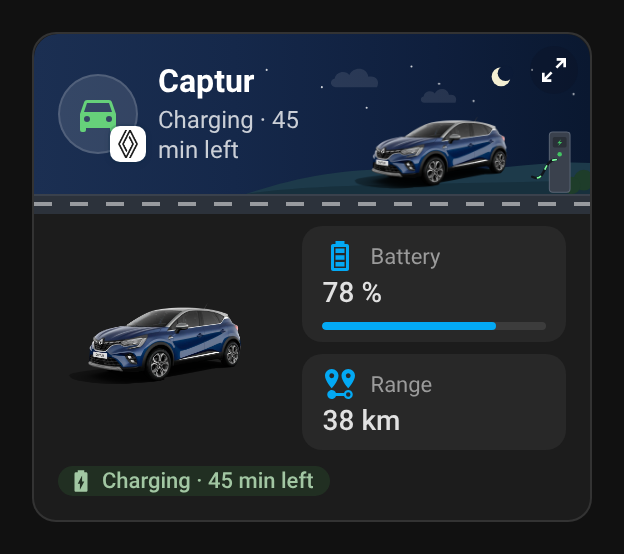 Captur
Charging · 45
min left
Battery
78 %
Range
38 km
Charging · 45 min left